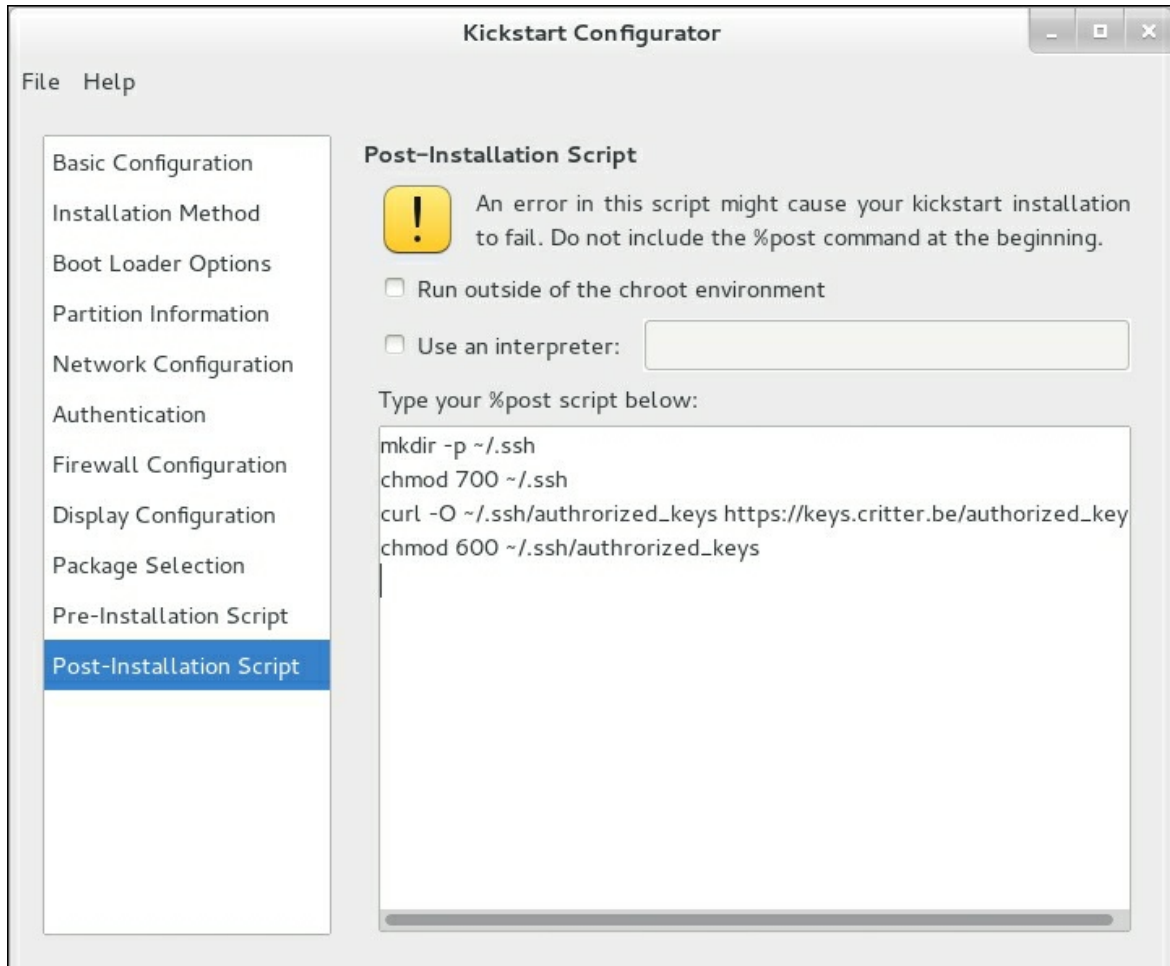 Kickstart Configurator
File Help
Basic Configuration
Installation Method
Boot Loader Options
Partition Information
Network Configuration
Authentication
Firewall Configuration
Display Configuration
Package Selection
Pre-Installation Script
Post-Installation Script
Post-Installation Script
An error in this script might cause your kickstart installation
to fail. Do not include the %post command at the beginning.
Run outside of the chroot environment
Use an interpreter:
Type your %post script below:
mkdir -p ~/.ssh
chmod 700 ~/.ssh
curl -O ~/.ssh/authrorized_keys https://keys.critter.be/authorized_key
chmod 600 ~/.ssh/authrorized_keys